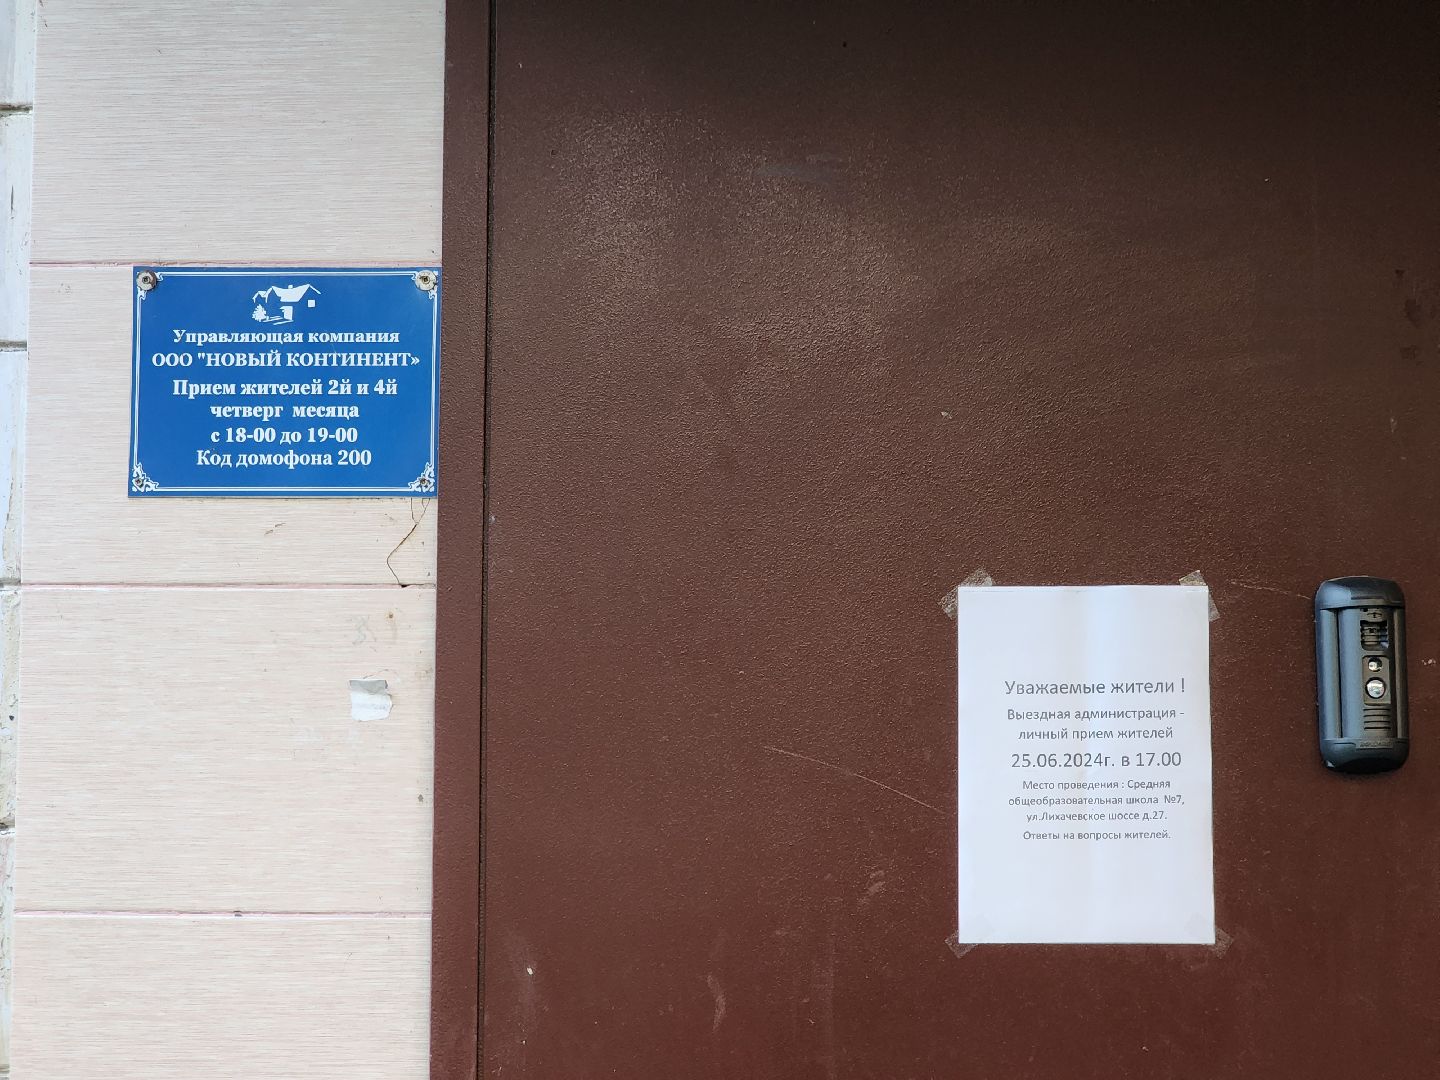 Управляющая компания
ООО "НОВЫЙ КОНТИНЕНТ»
Прием жителей 2й и 4й
четверг месяца
с 18-00 до 19-00
Код домофона 200
Уважаемые жители !
Выездная администрация -
личный прием жителей
25.06.2024г. в 17.00
Место проведения : Средняя
общеобразовательная школа №7,
ул.Лихачевское шоссе д.27.
Ответы на вопросы жителей.